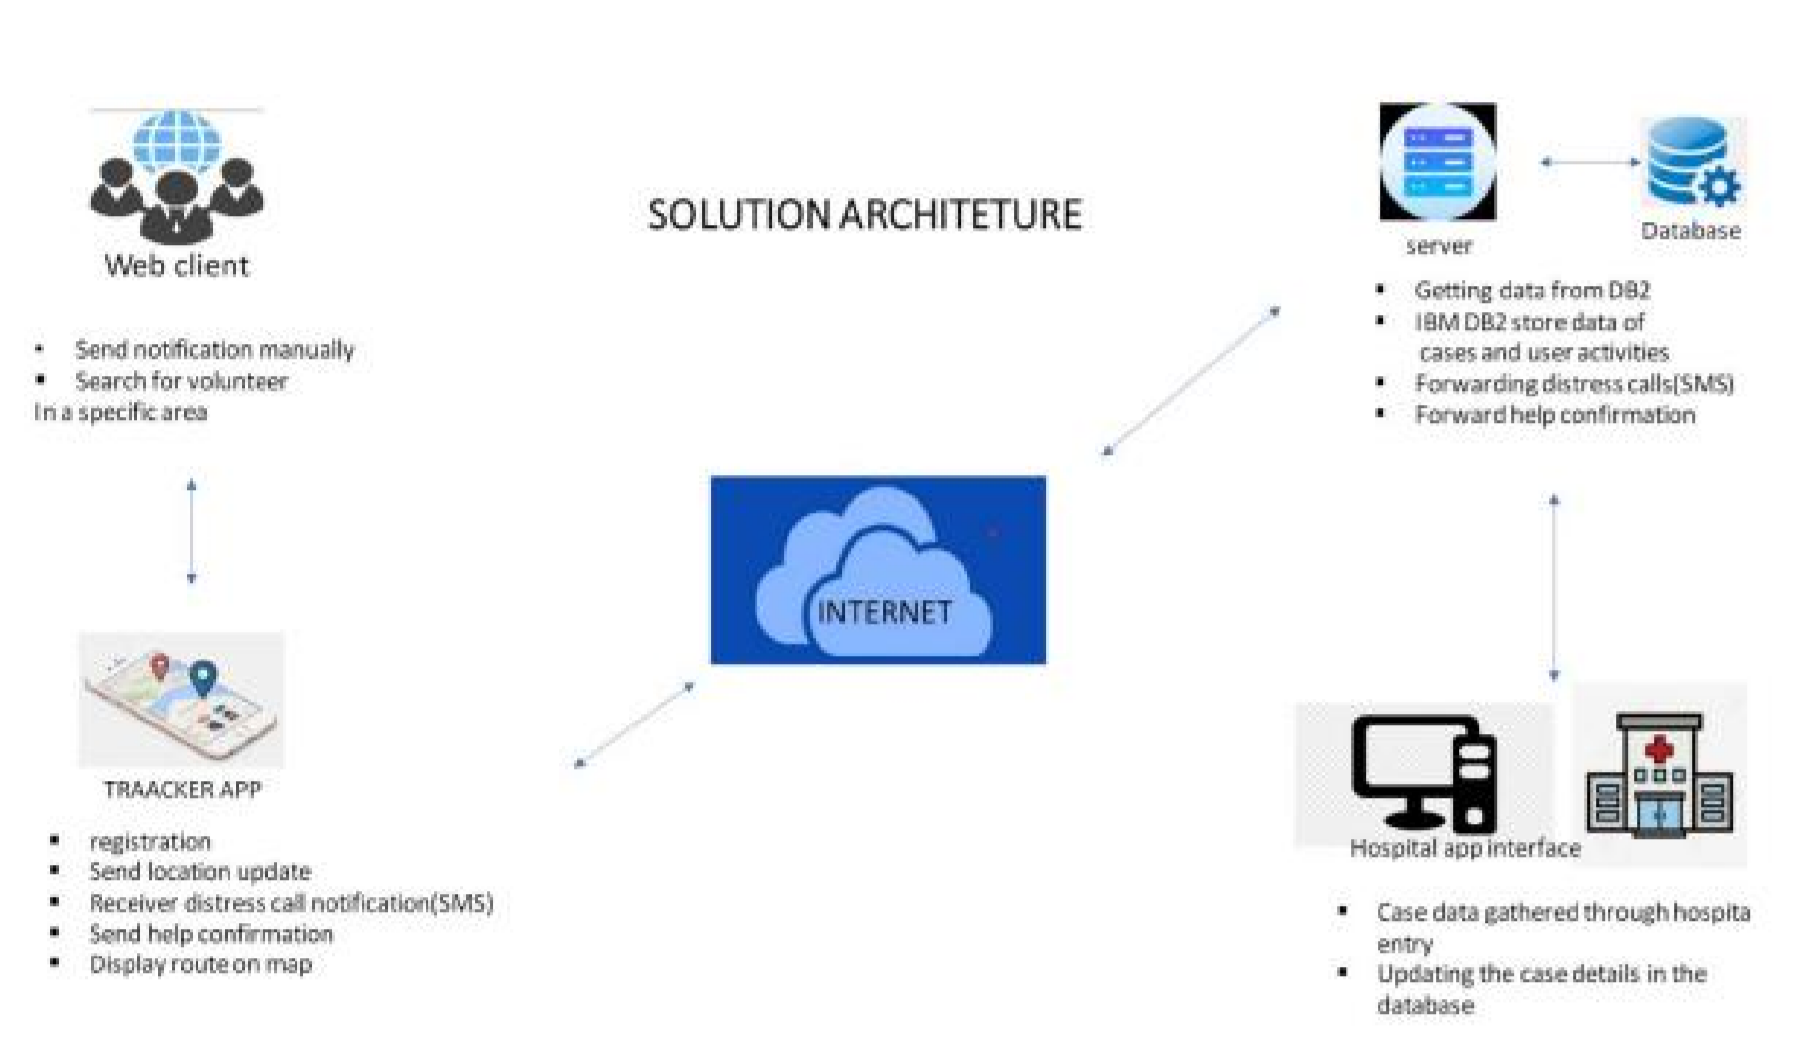 SOLUTION ARCHITETURE
Web client
• Send notification manually
▪ Search for volunteer
In a specific area
server
Database
▪ Getting data from DB2
▪ IBM DB2 store data of
cases and user activities
▪ Forwarding distress calls(SMS)
▪ Forward help confirmation
INTERNET
TRAACKER APP
▪ registration
▪ Send location update
▪ Receiver distress call notification(SMS)
▪ Send help confirmation
▪ Display route on map
Hospital app interface
▪ Case data gathered through hospita
entry
▪ Updating the case details in the
database